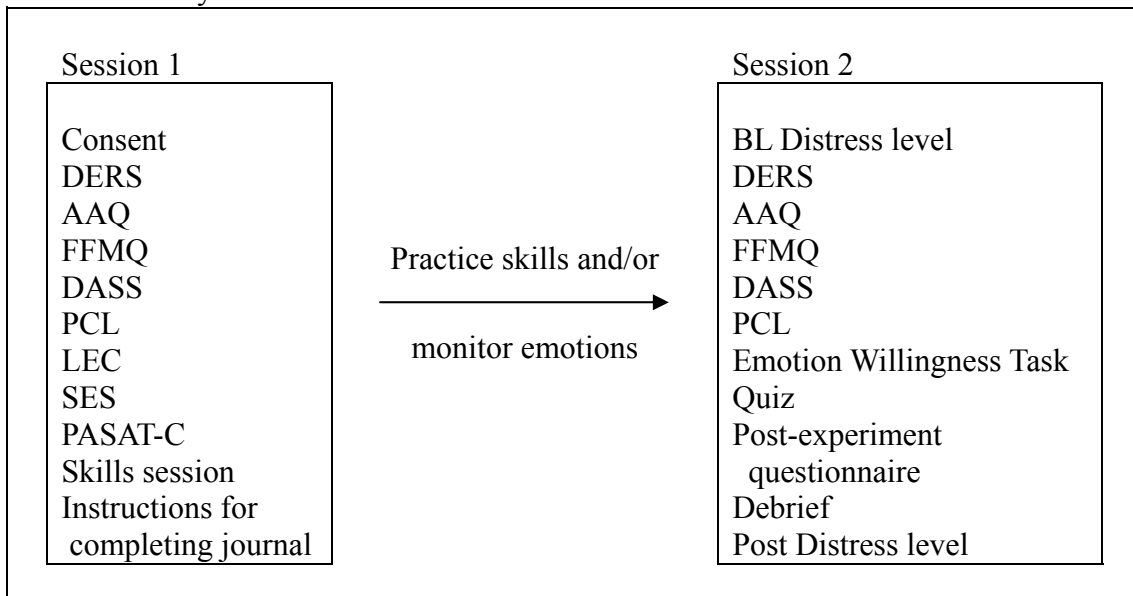 Session 1
Consent
DERS
AAQ
FFMQ
DASS
PCL
LEC
SES
PASAT-C
Skills session
Instructions for
completing journal
Practice skills and/or
monitor emotions
Session 2
BL Distress level
DERS
AAQ
FFMQ
DASS
PCL
Emotion Willingness Task
Quiz
Post-experiment
questionnaire
Debrief
Post Distress level